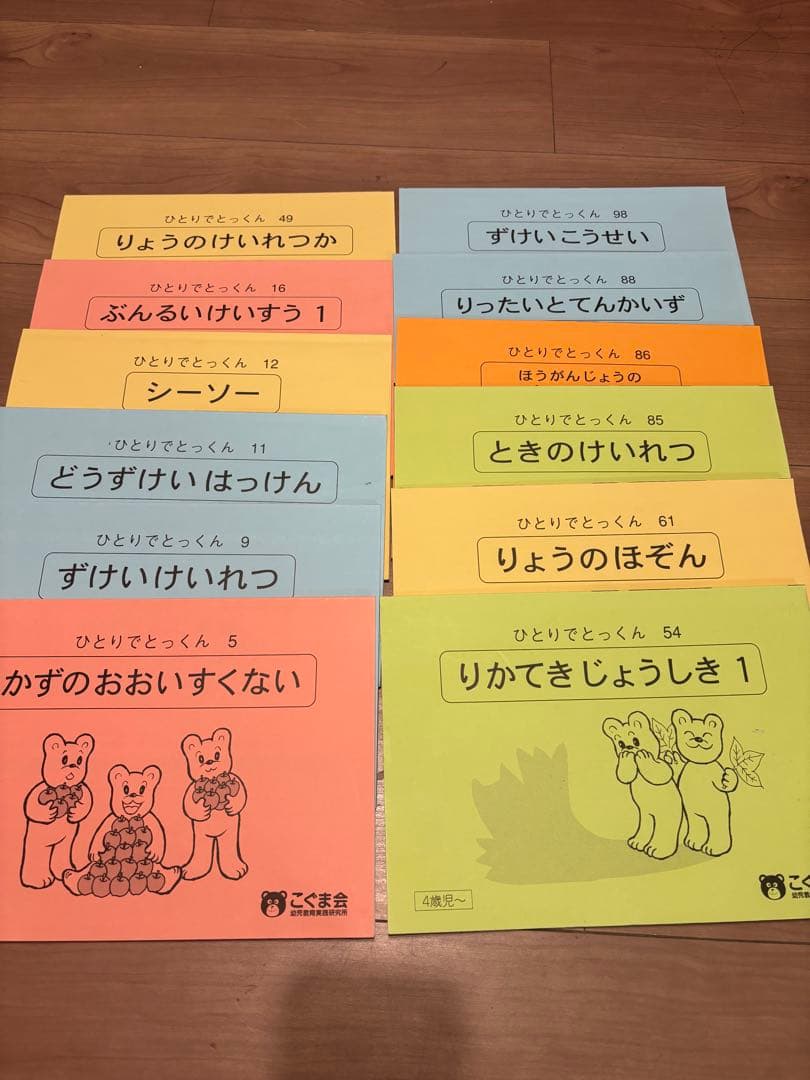 ひとりでとっくん 49
りょうのけいれつか
ひとりでとっくん 16
ぶんるいけいすう 1
ひとりでとっくん 12
シーソー
ひとりでとっくん 11
どうずけい はっけん
ひとりでとっくん 9
ずけいけいれつ
ひとりでとっくん 5
かずのおおいすくない
こぐま会
幼児教育実践研究所
ひとりでとっくん 98
ずけいこうせい
ひとりでとっくん 88
りったいとてんかいず
ひとりでとっくん 86
ほうがんじょうの
ひとりでとっくん 85
ときのけいれつ
ひとりでとっくん 61
りょうのほぞん
ひとりでとっくん 54
りかてきじょうしき 1
4歳児〜
こぐ
幼児教育